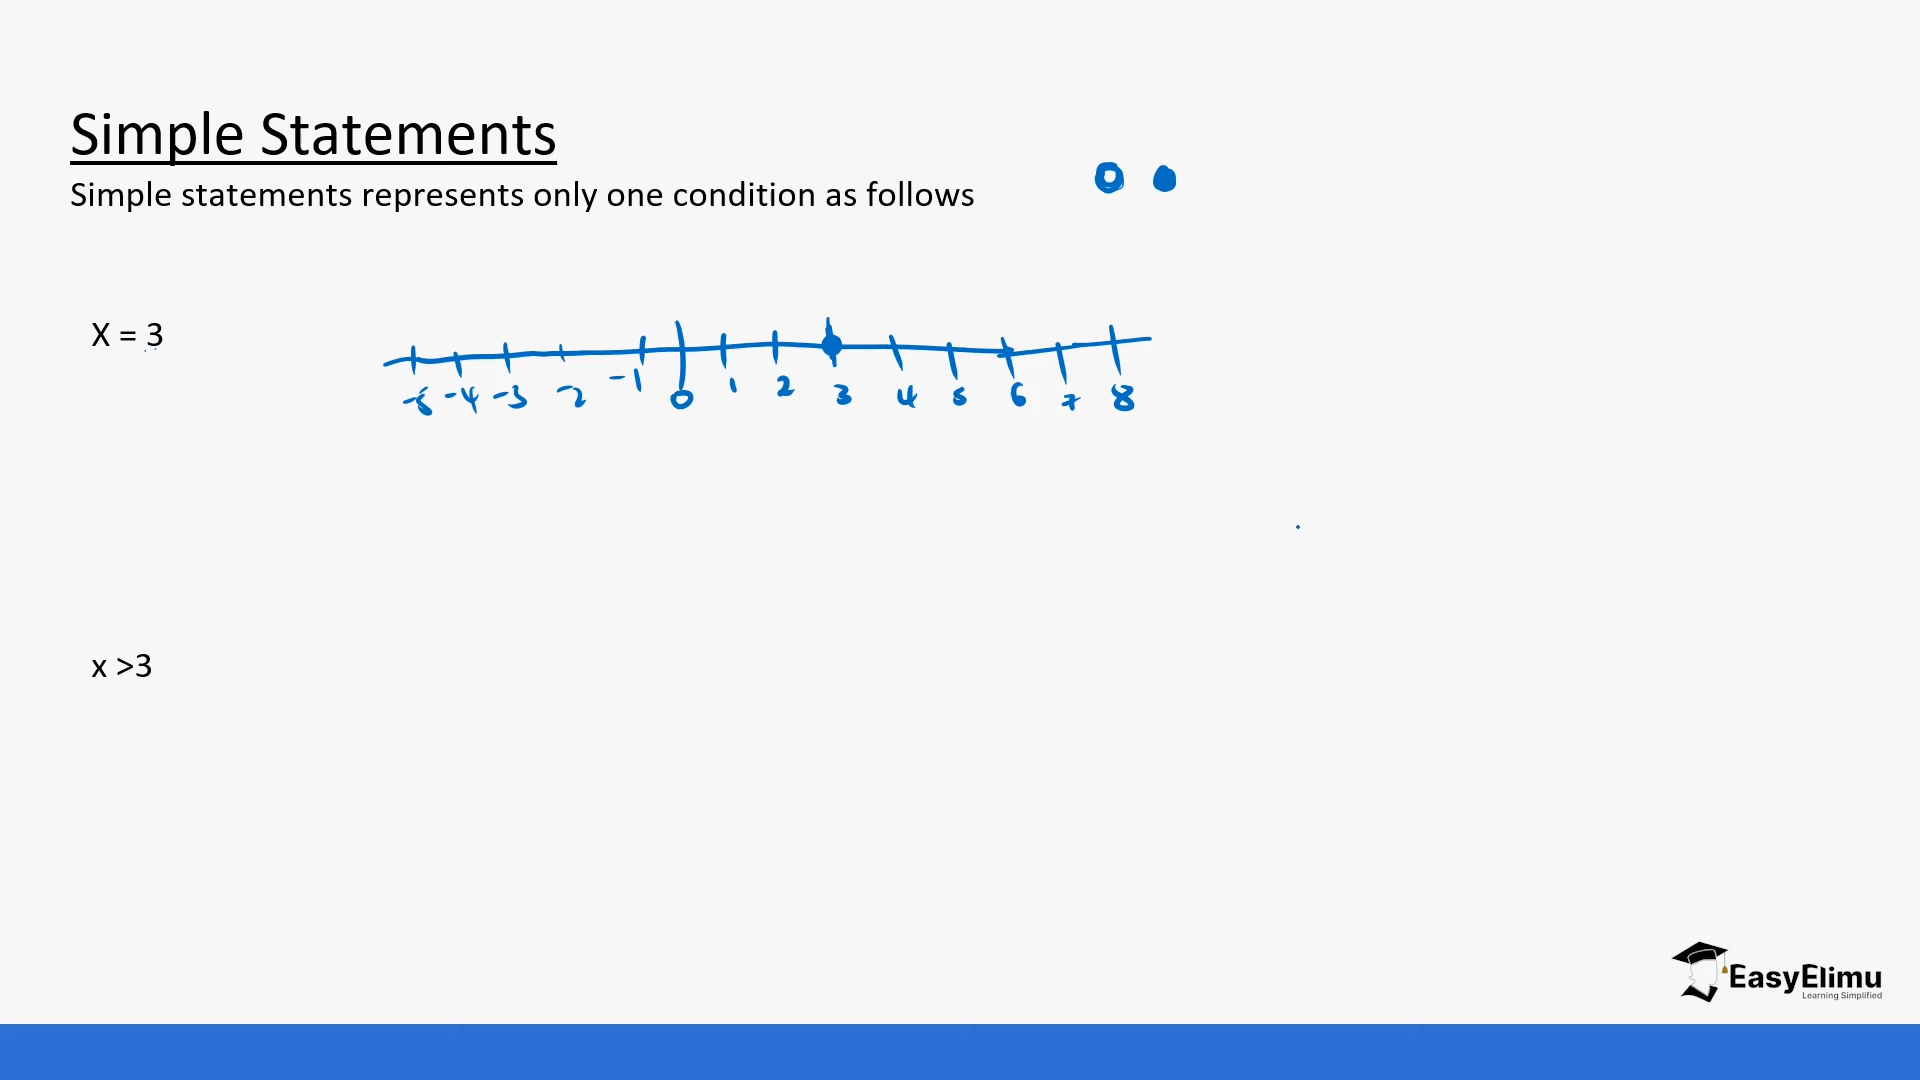 Simple Statements
Simple statements represents only one condition as follows
X = 3
-5 -4 -3 -2 -1 0 1 2 3 4 5 6 7 8
x >3
EasyElimu
Learning Simplified